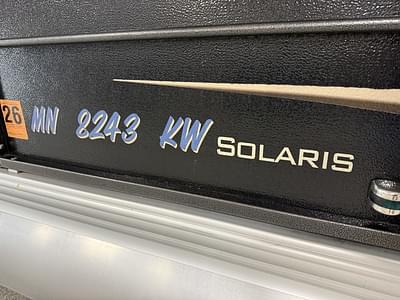 26 MN 8243 KW SOLARIS